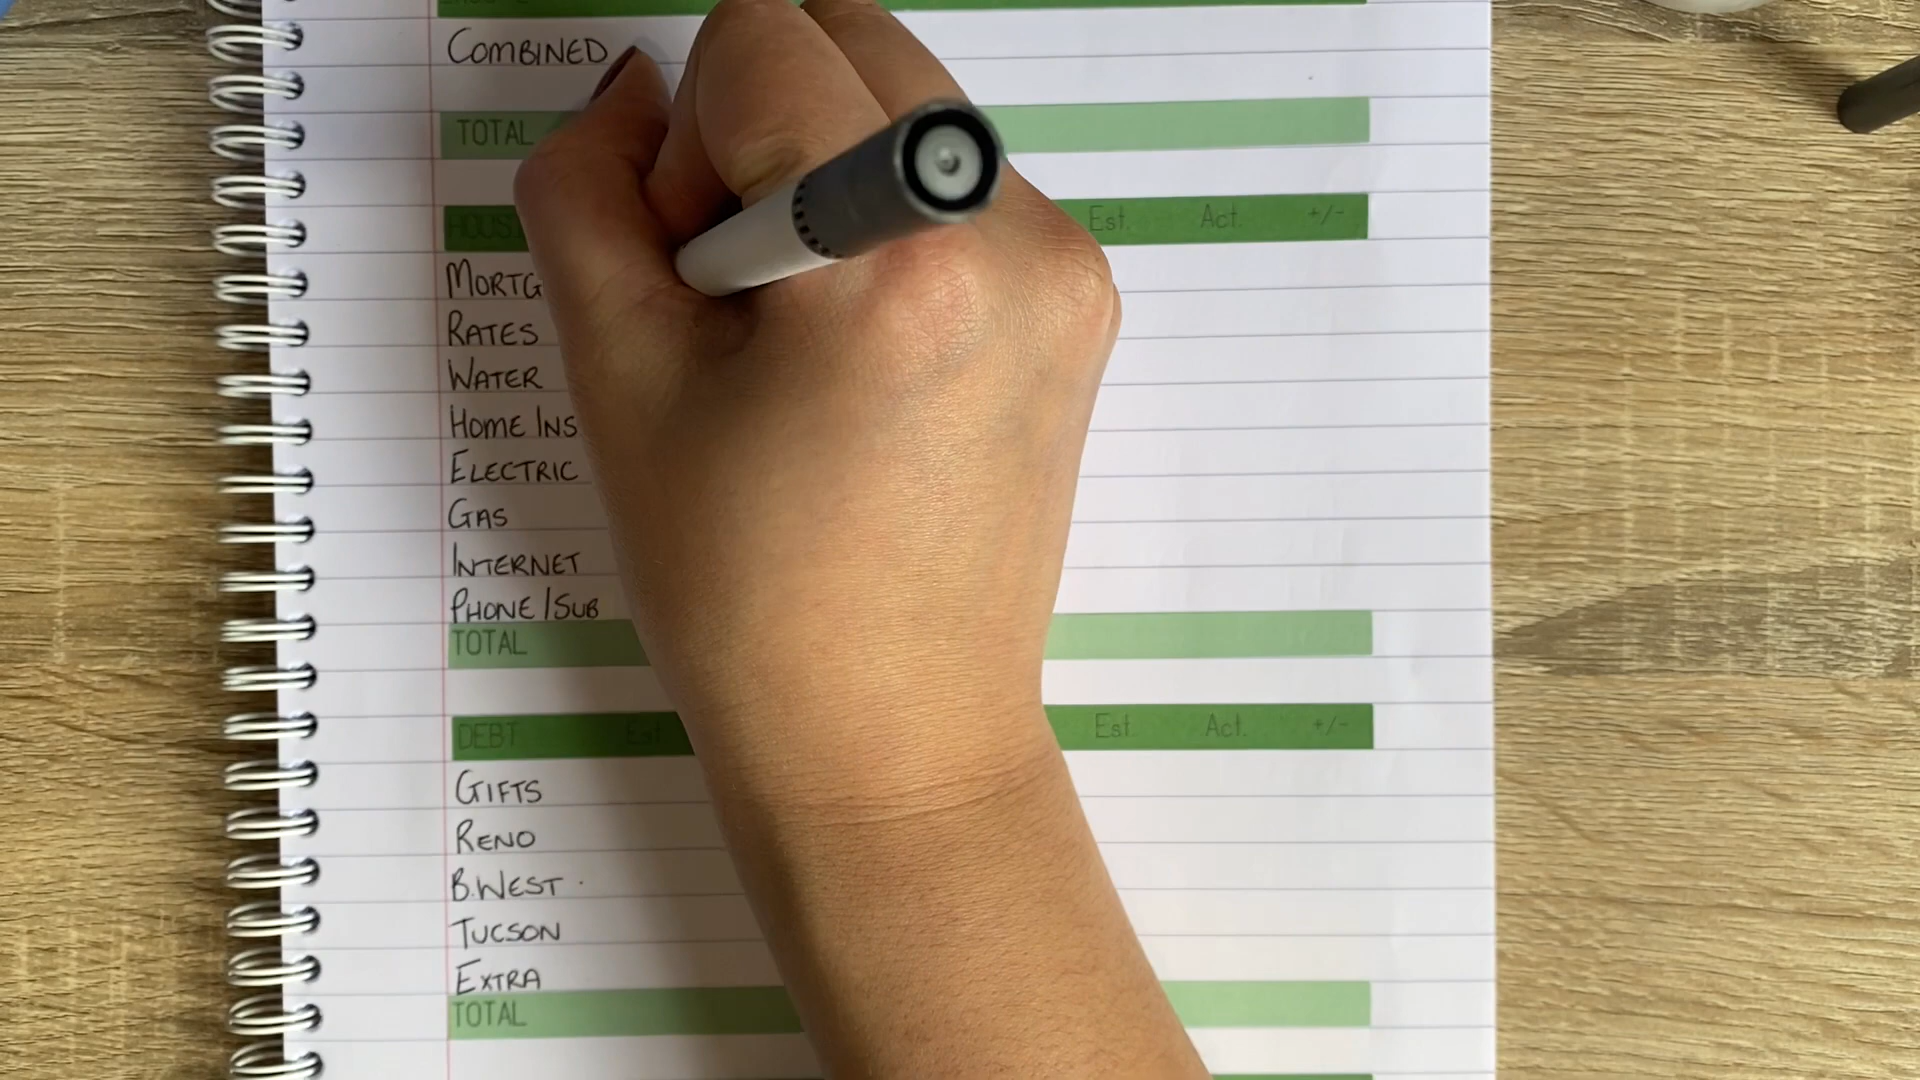 COMBINED
TOTAL
Est. Act. +/-
MORTG
RATES
WATER
HOME INS
ELECTRIC
GAS
INTERNET
PHONE/SUB
TOTAL
DEBT Est Est Act. +/-
GIFTS
RENO
B.WEST
TUCSON
EXTRA
TOTAL